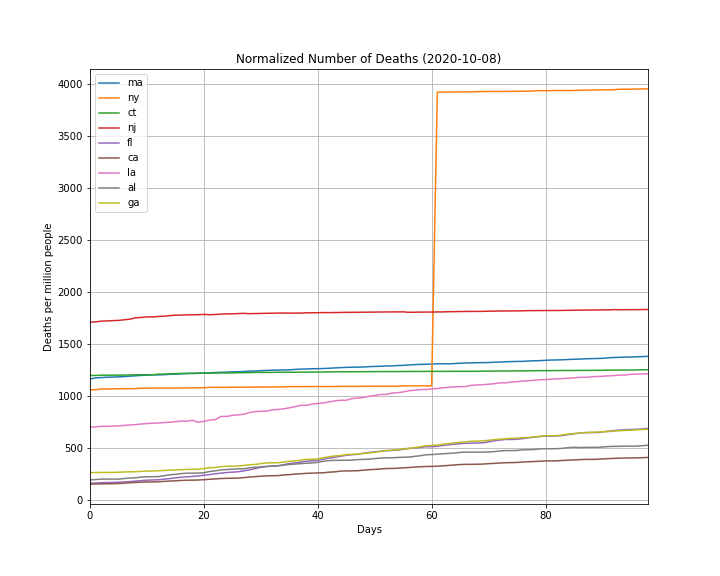 Normalized Number of Deaths (2020-10-08)
4000
3500
3000
2500
2000
1500
1000
500
0
Deaths per million people
ma
ny
ct
nj
fl
ca
la
al
ga
0 20 40 60 80
Days